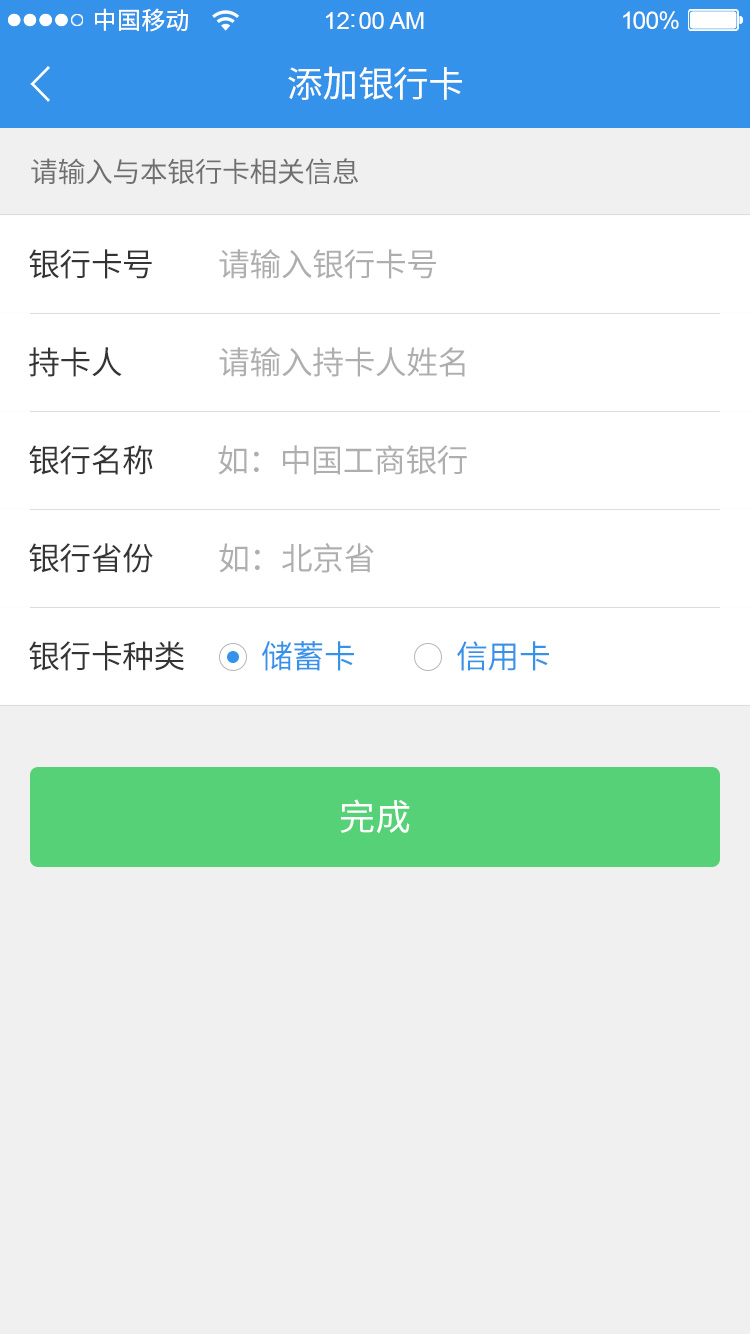 中国移动 12:00 AM 100%
添加银行卡
请输入与本银行卡相关信息
银行卡号 请输入银行卡号
持卡人 请输入持卡人姓名
银行名称 如：中国工商银行
银行省份 如：北京省
银行卡种类 储蓄卡 信用卡
完成